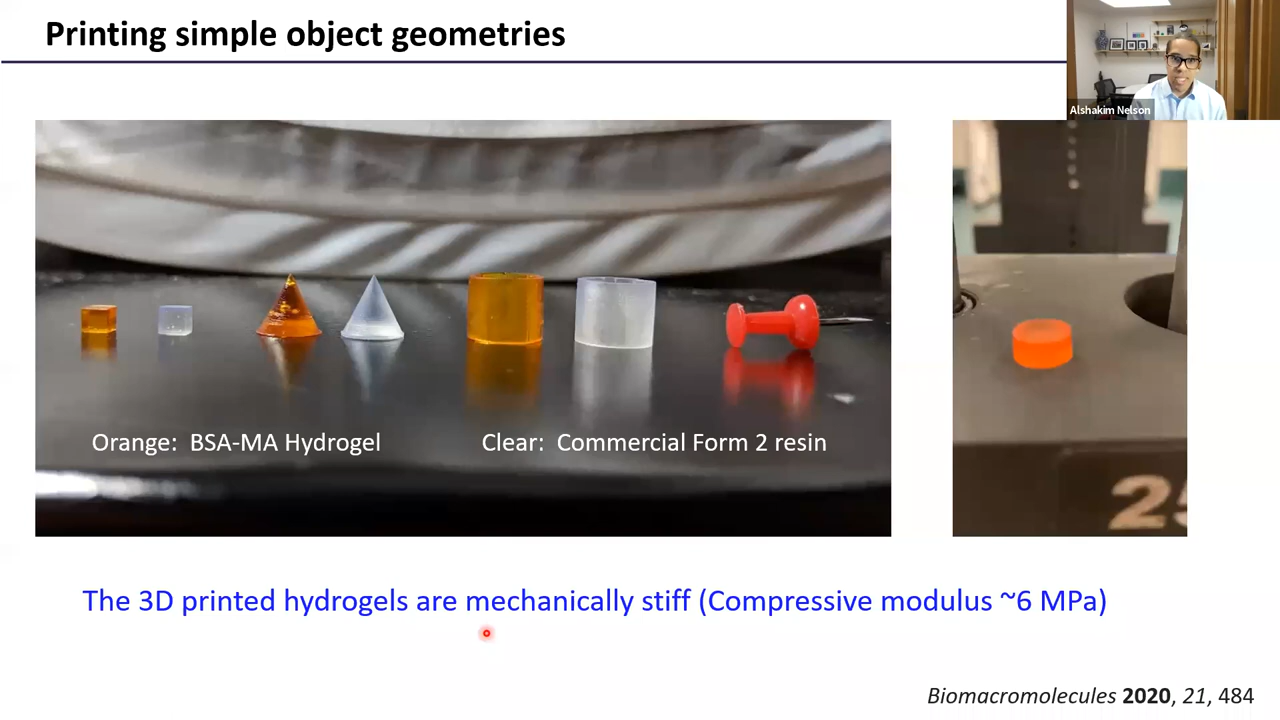 Printing simple object geometries
Alshakim Nelson
Orange: BSA-MA Hydrogel
Clear: Commercial Form 2 resin
The 3D printed hydrogels are mechanically stiff (Compressive modulus ~6 MPa)
Biomacromolecules 2020, 21, 484